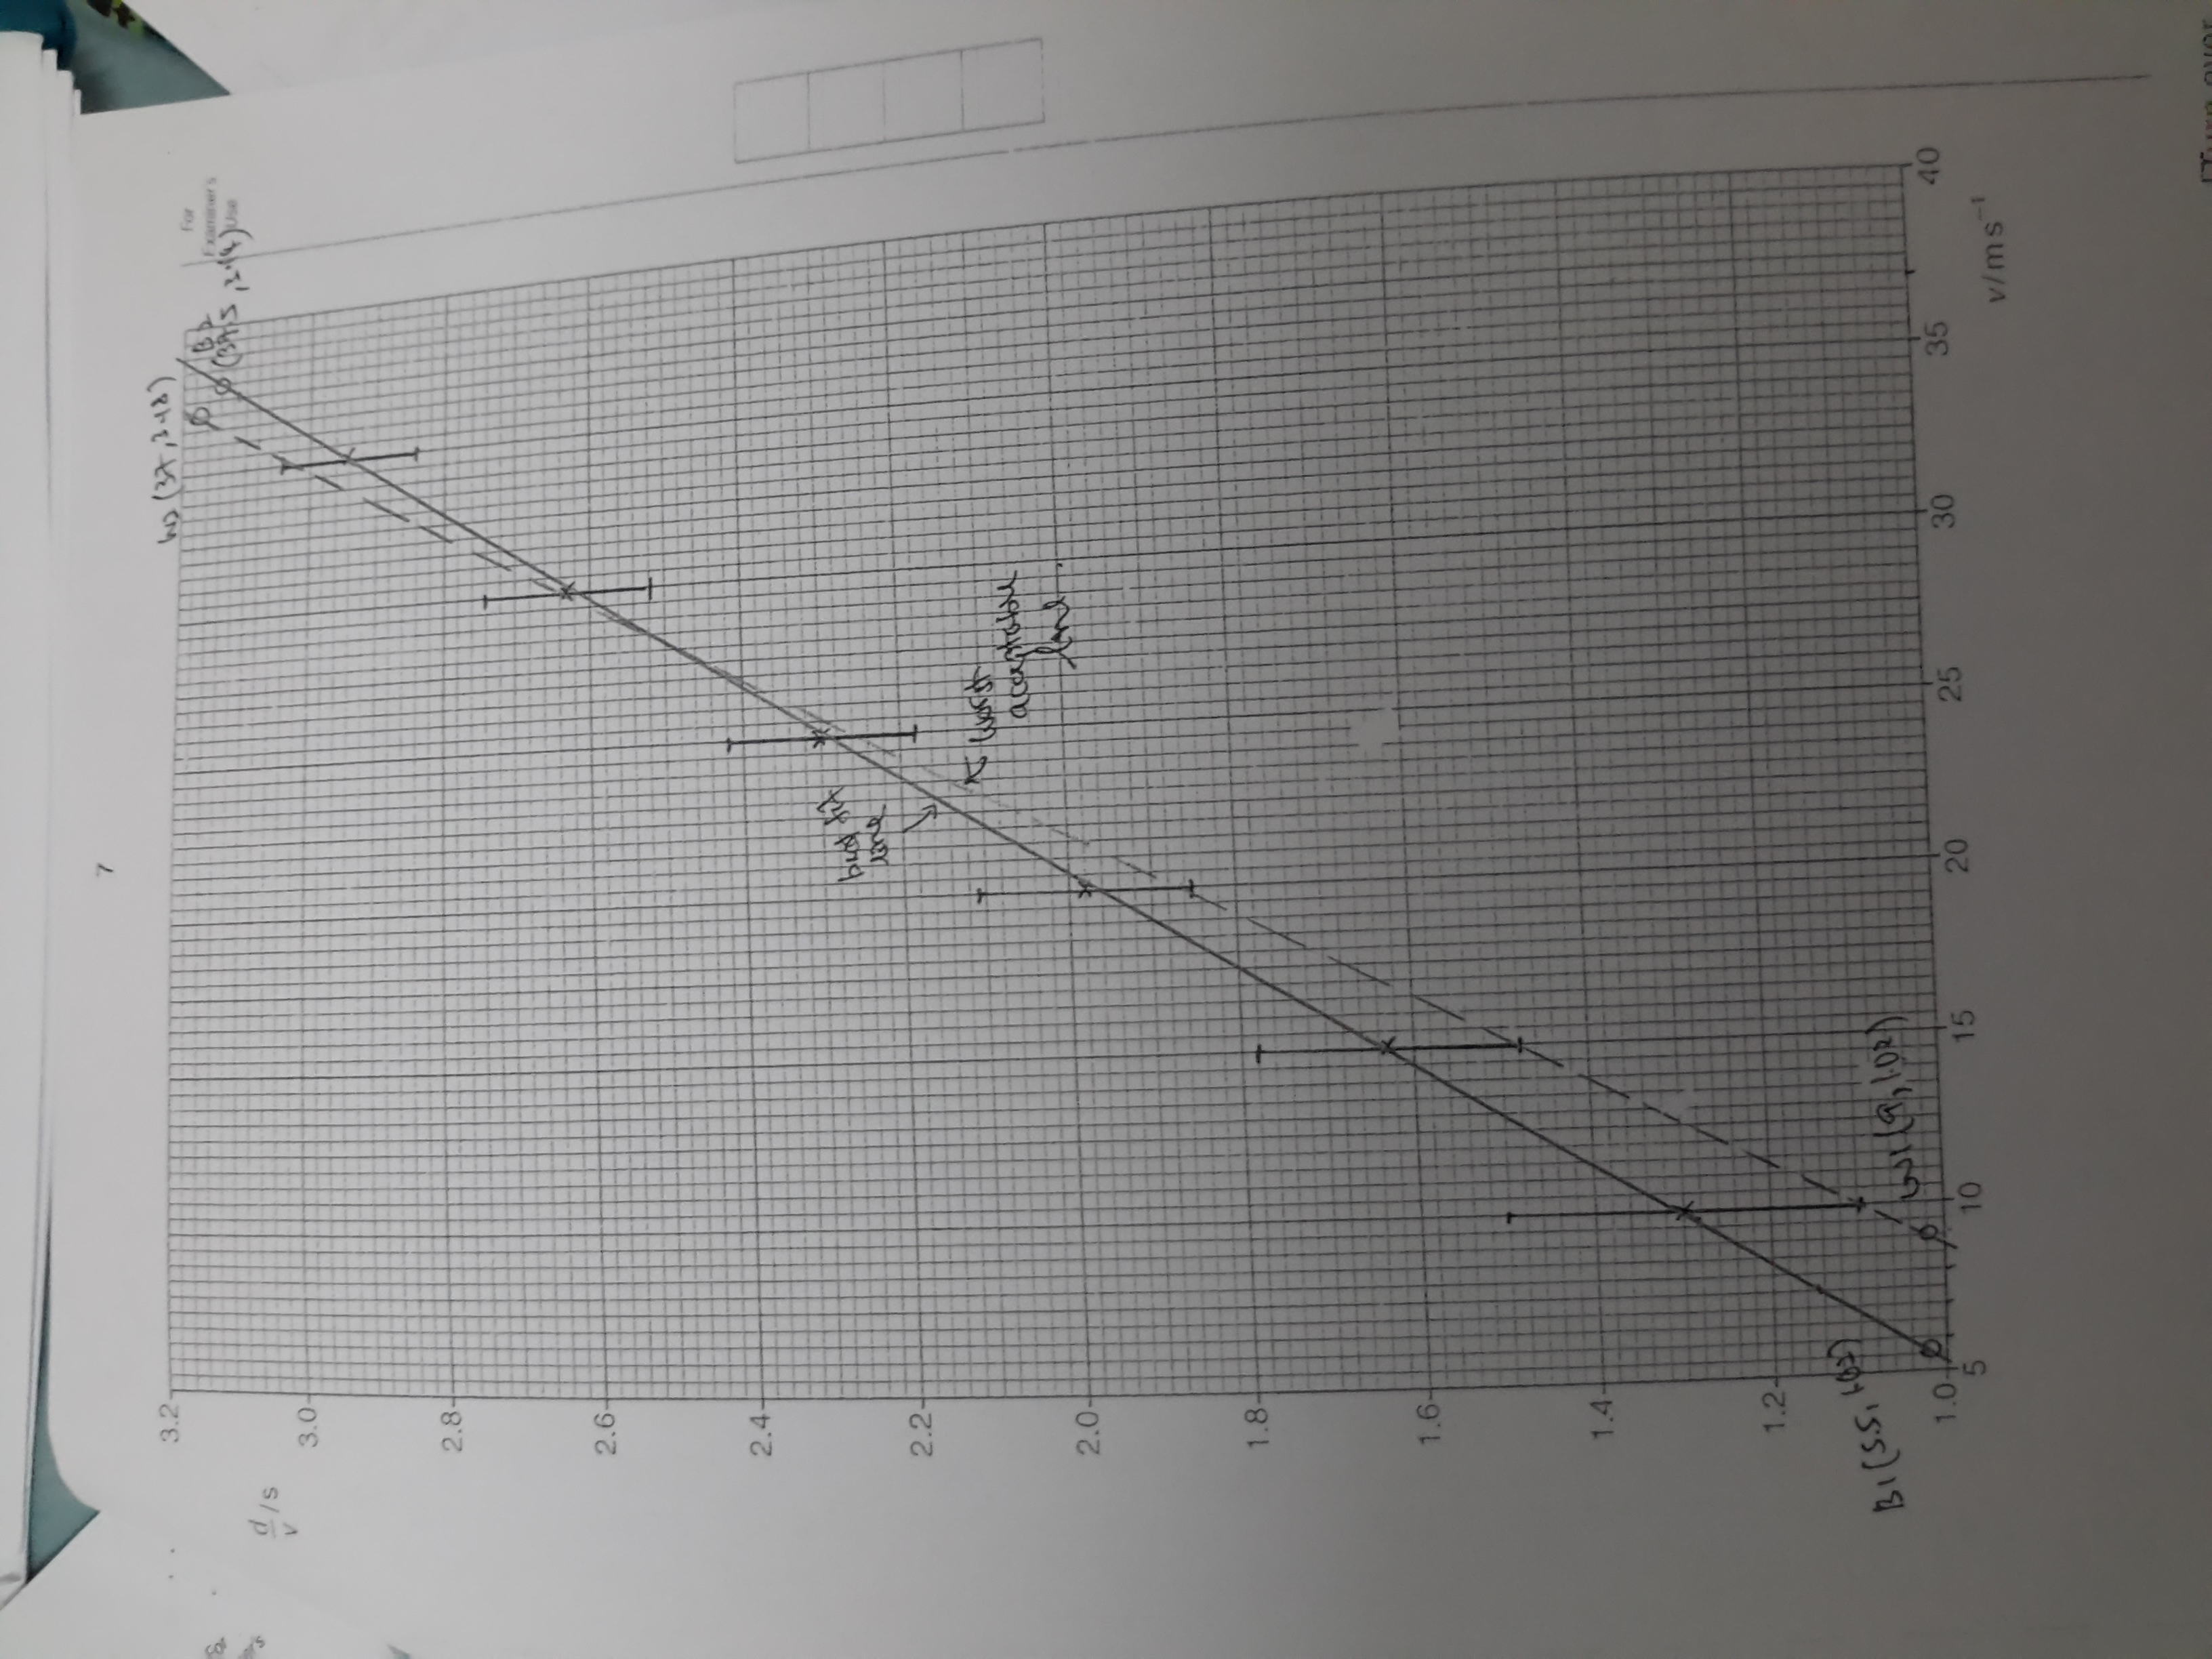 7
W2 (37, 3.18)
For
Examiner's
Use
B2
(37.5, 3.14)
3.2
d/v /s
3.0
2.8
2.6
2.4
best fit
line
2.2
worst
acceptable
line.
2.0
1.8
1.6
1.4
1.2
B1 (5.5, 1.02)
W1 (9, 1.02)
1.0
5 10 15 20 25 30 35 40
v/ms⁻¹
[Turn over